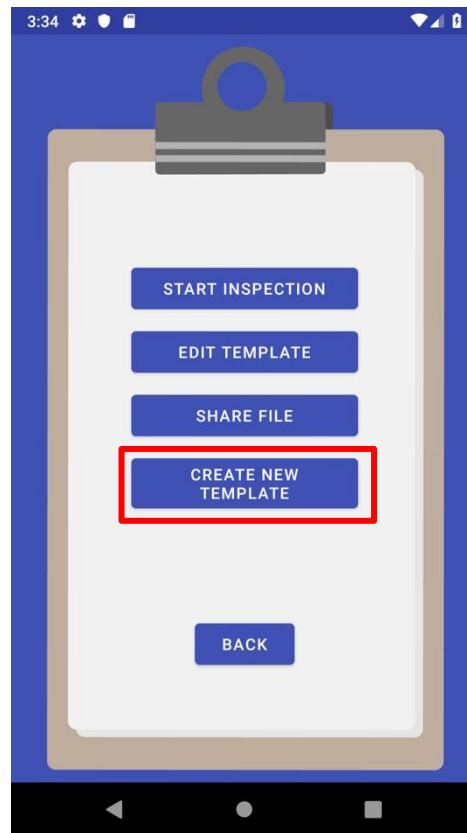 3:34
START INSPECTION
EDIT TEMPLATE
SHARE FILE
CREATE NEW
TEMPLATE
BACK